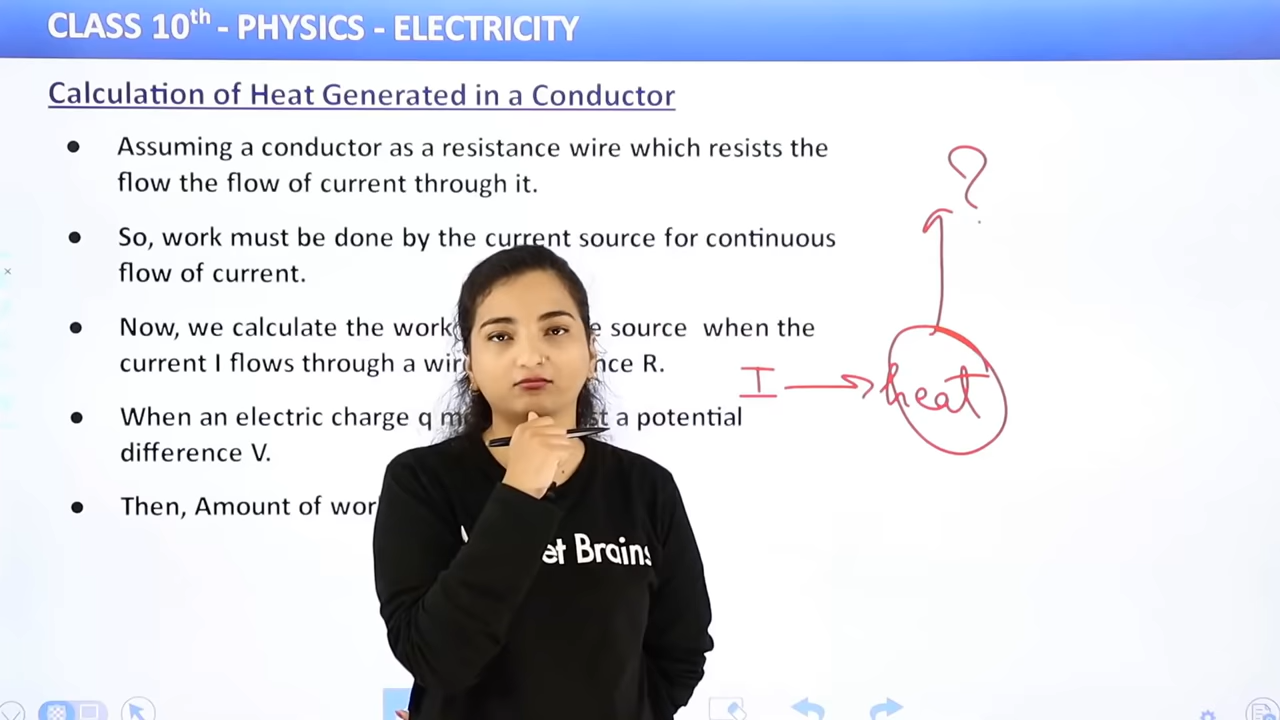 CLASS 10th - PHYSICS - ELECTRICITY
Calculation of Heat Generated in a Conductor
Assuming a conductor as a resistance wire which resists the
flow the flow of current through it.
So, work must be done by the current source for continuous
flow of current.
Now, we calculate the work source when the
current I flows through a R.
When an electric charge q a potential
difference V.
Then, Amount of
?
I → heat
Brains